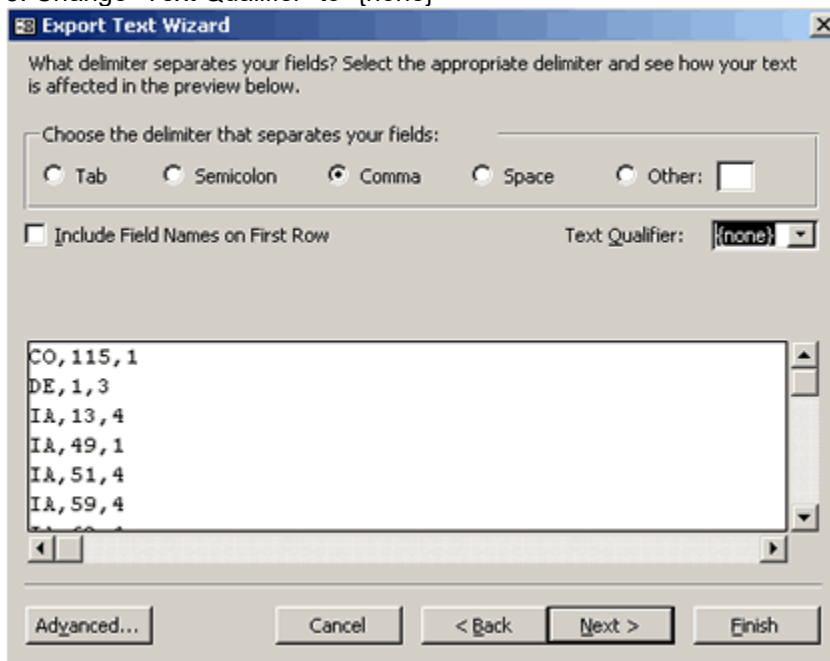 Export Text Wizard
What delimiter separates your fields? Select the appropriate delimiter and see how your text
is affected in the preview below.
Choose the delimiter that separates your fields:
Tab Semicolon Comma Space Other:
Include Field Names on First Row Text Qualifier: {none}
CO,115,1
DE,1,3
IA,13,4
IA,49,1
IA,51,4
IA,59,4
Advanced... Cancel < Back Next > Finish